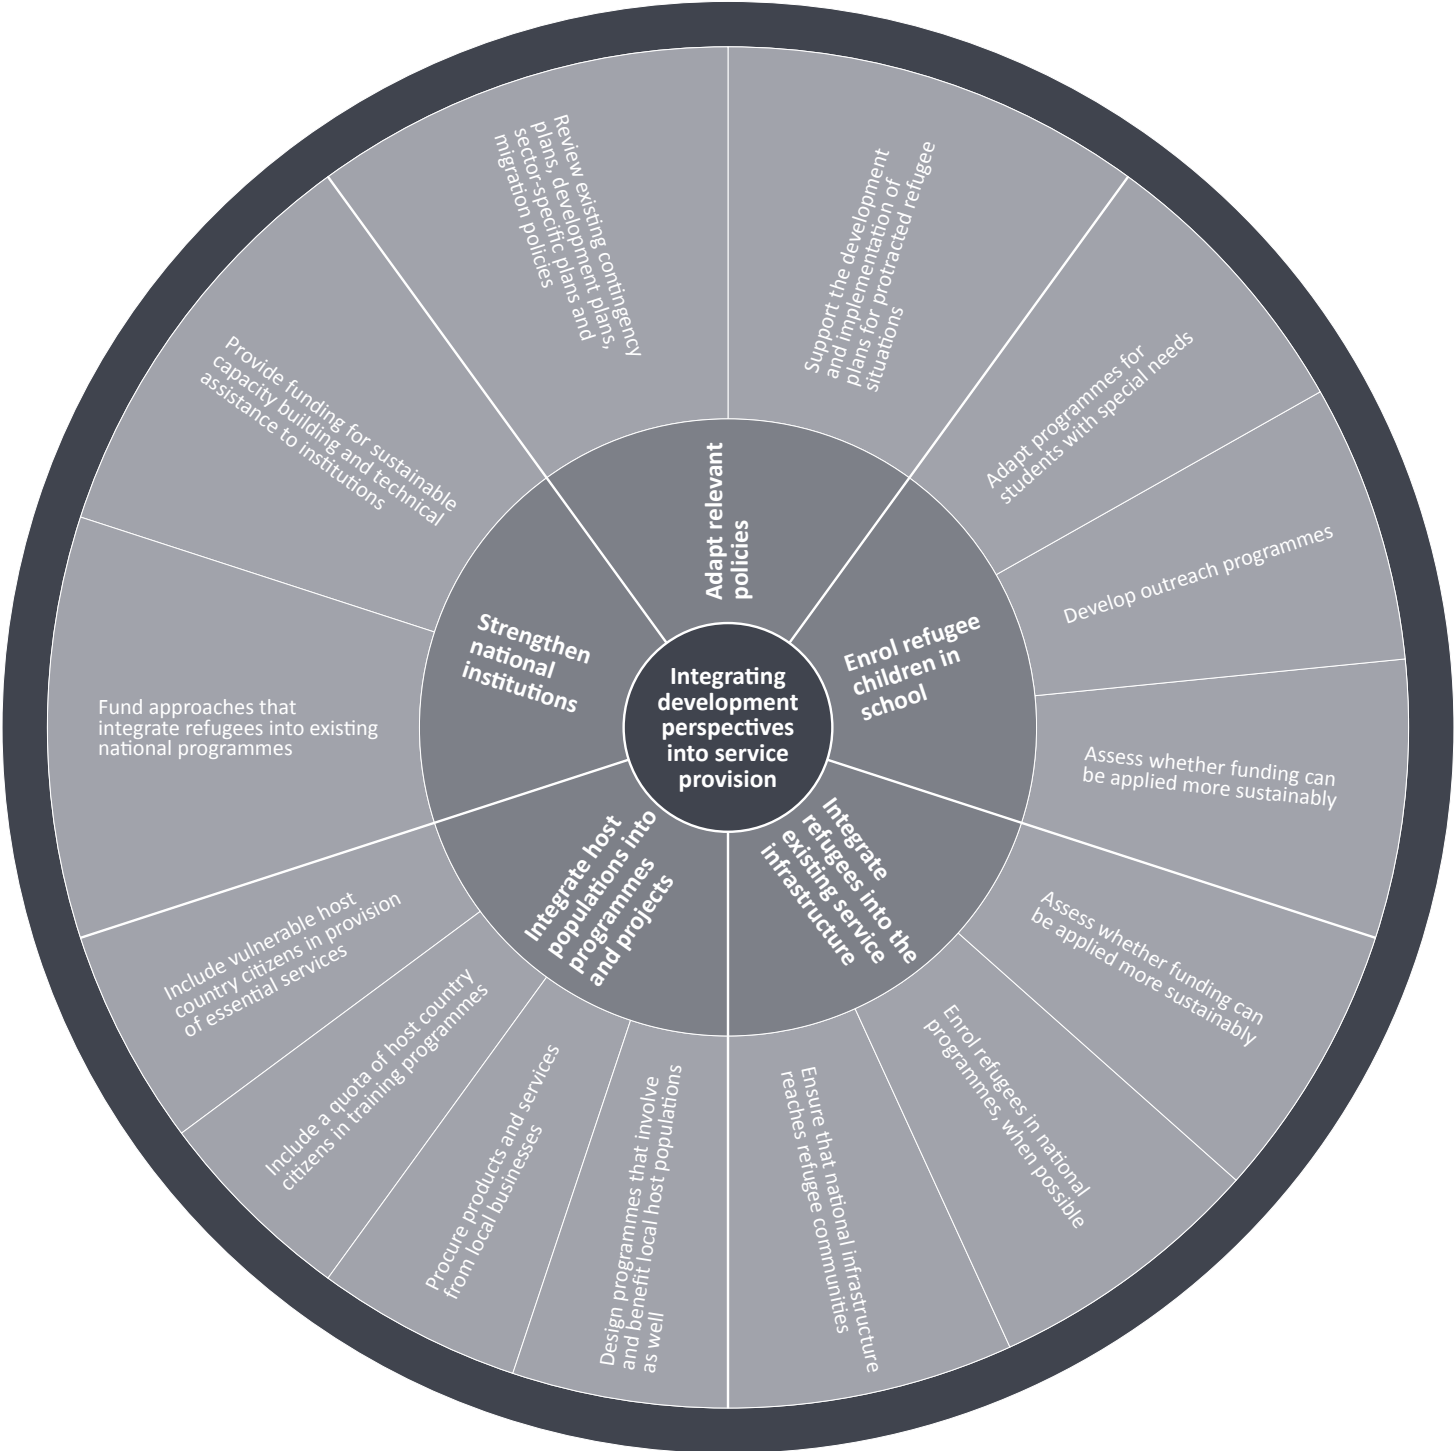 Integrating
development
perspectives
into service
provision
Adapt relevant
policies
Review existing contingency
plans, development plans,
sector-specific plans and
migration policies
Support the development
and implementation of
plans for protracted refugee
situations
Enrol refugee
children in
school
Adapt programmes for
students with special needs
Develop outreach programmes
Assess whether funding can
be applied more sustainably
Integrate
refugees into the
existing service
infrastructure
Assess whether funding can
be applied more sustainably
Enrol refugees in national
programmes, when possible
Ensure that national infrastructure
reaches refugee communities
Integrate host
populations into
programmes
and projects
Design programmes that involve
and benefit local host populations
as well
Procure products and services
from local businesses
Include a quota of host country
citizens in training programmes
Include vulnerable host
country citizens in provision
of essential services
Strengthen
national
institutions
Fund approaches that
integrate refugees into existing
national programmes
Provide funding for sustainable
capacity building and technical
assistance to institutions